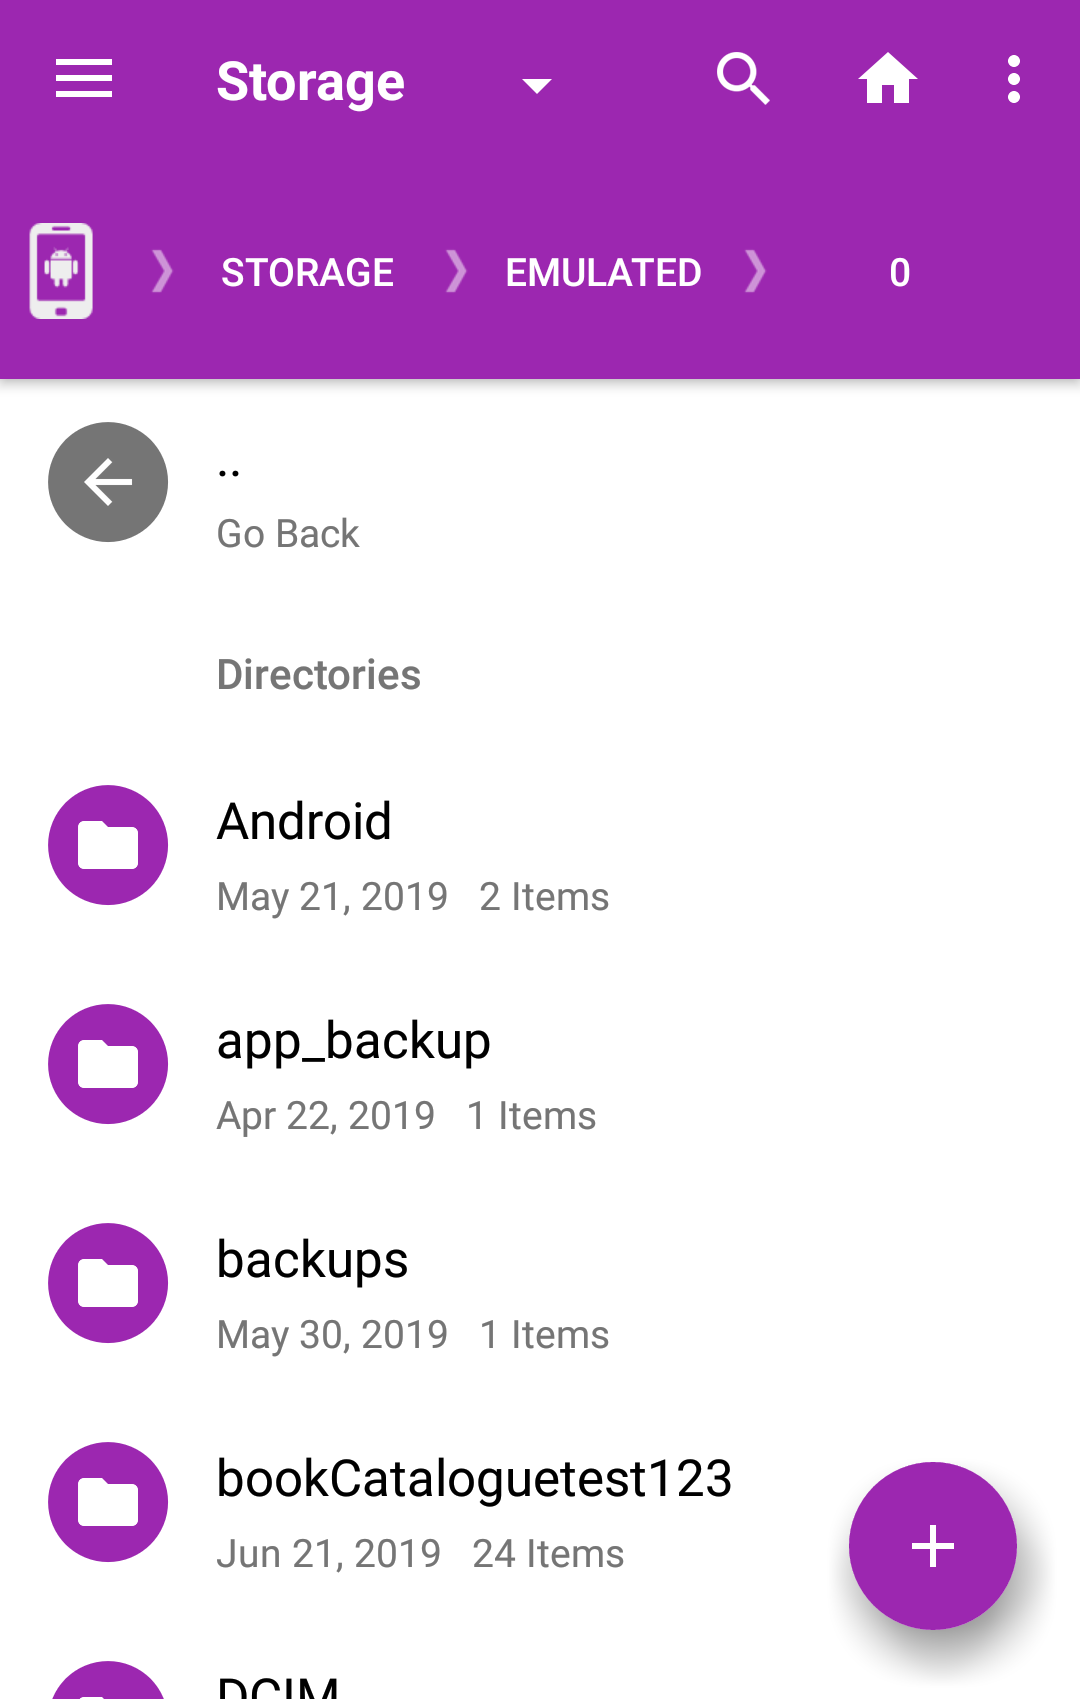 Storage
STORAGE EMULATED 0
..
Go Back
Directories
Android
May 21, 2019 2 Items
app_backup
Apr 22, 2019 1 Items
backups
May 30, 2019 1 Items
bookCataloguetest123
Jun 21, 2019 24 Items
DCIM